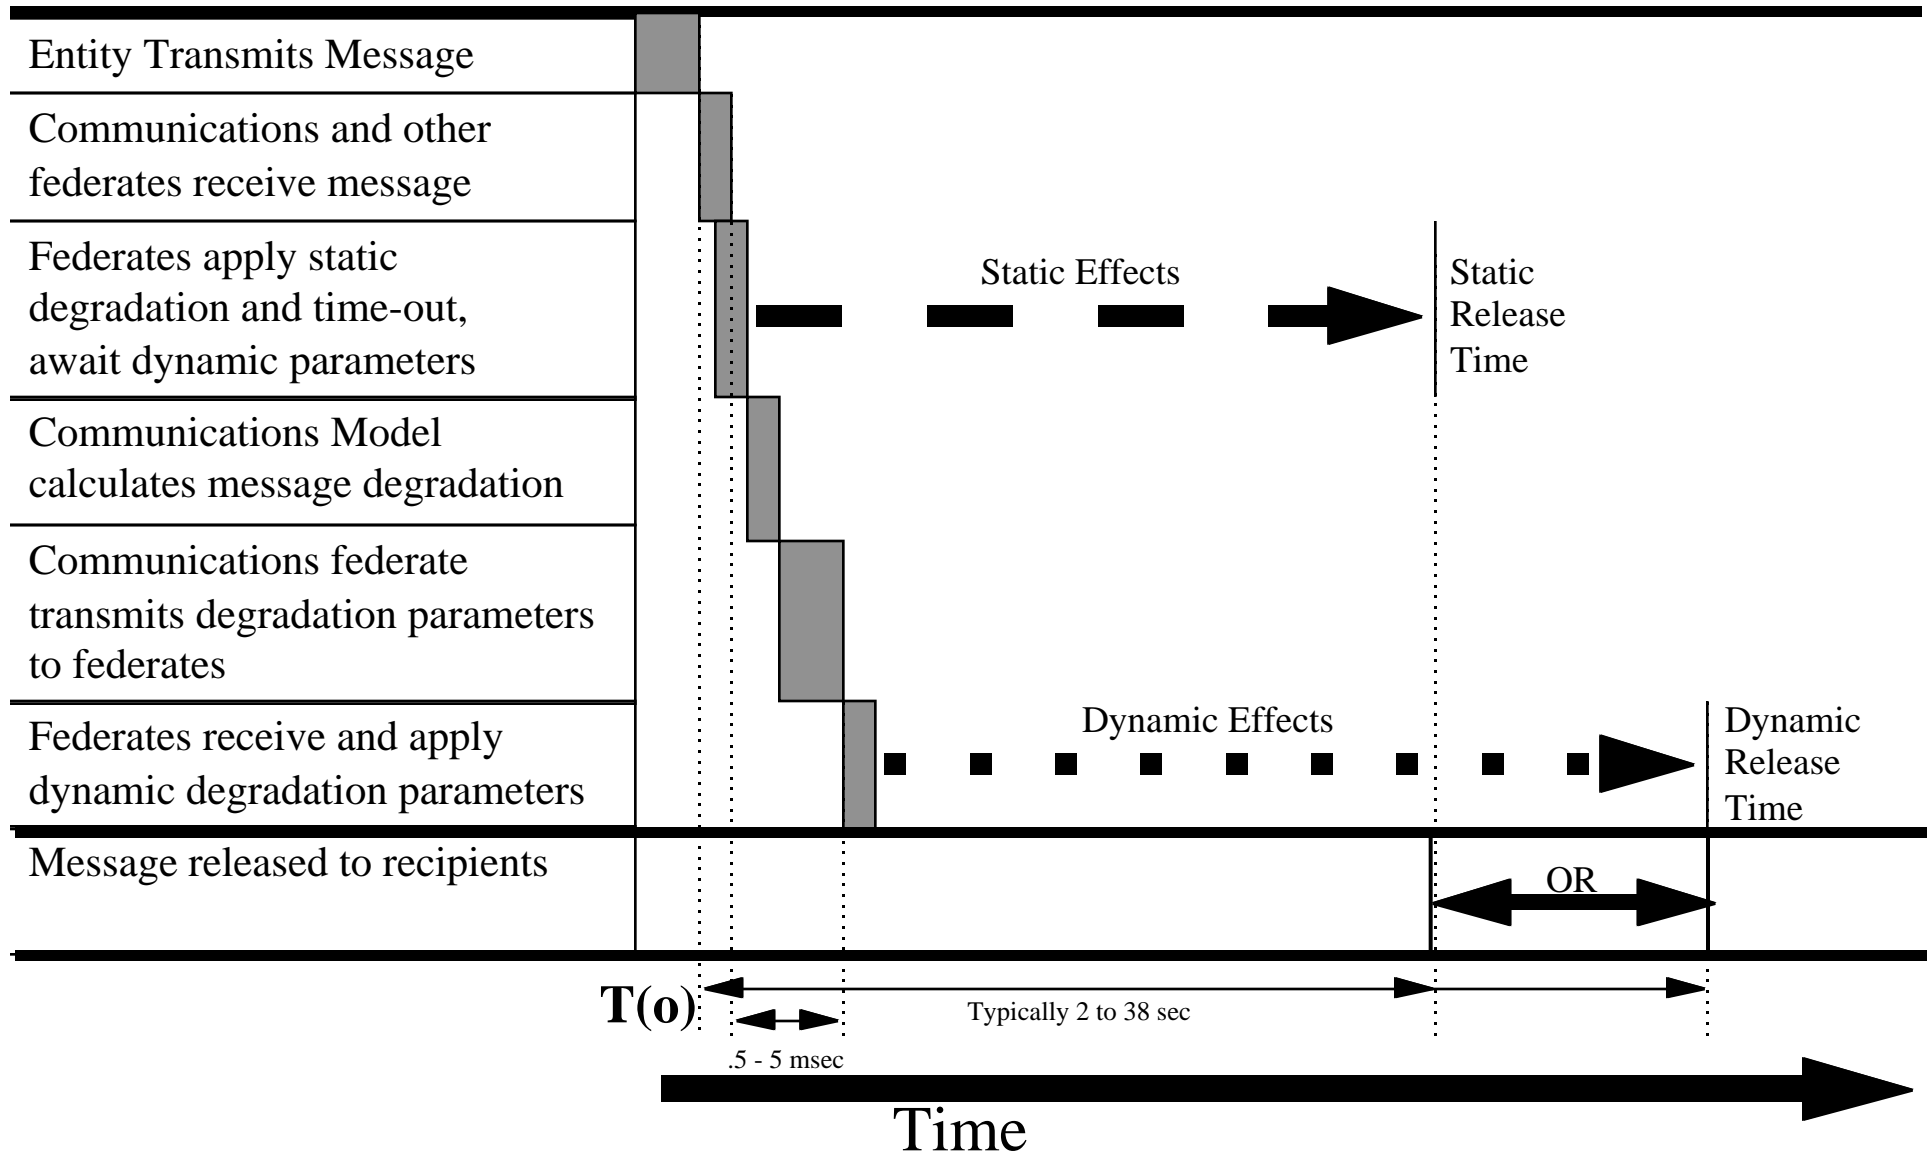 Entity Transmits Message
Communications and other
federates receive message
Federates apply static
degradation and time-out,
await dynamic parameters
Static Effects
Static
Release
Time
Communications Model
calculates message degradation
Communications federate
transmits degradation parameters
to federates
Federates receive and apply
dynamic degradation parameters
Dynamic Effects
Dynamic
Release
Time
Message released to recipients
OR
T(o)
Typically 2 to 38 sec
.5 - 5 msec
Time